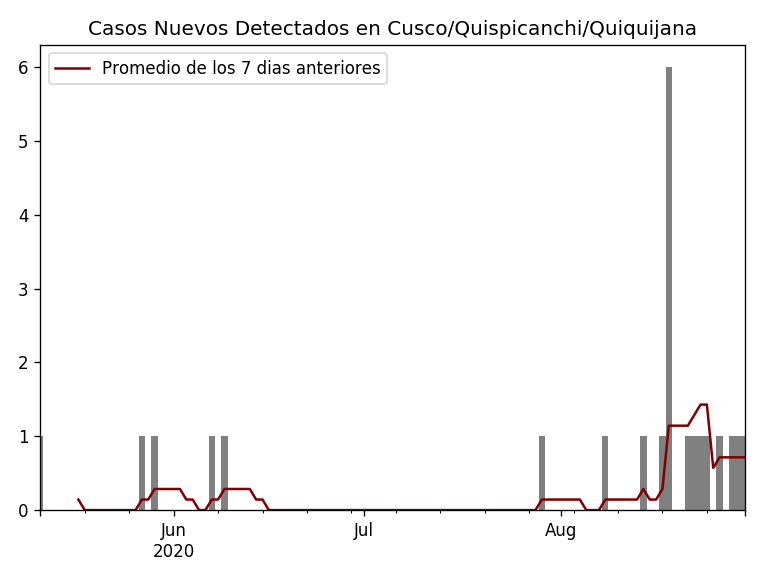 Casos Nuevos Detectados en Cusco/Quispicanchi/Quiquijana
Promedio de los 7 dias anteriores
6
5
4
3
2
1
0
Jun
2020
Jul
Aug